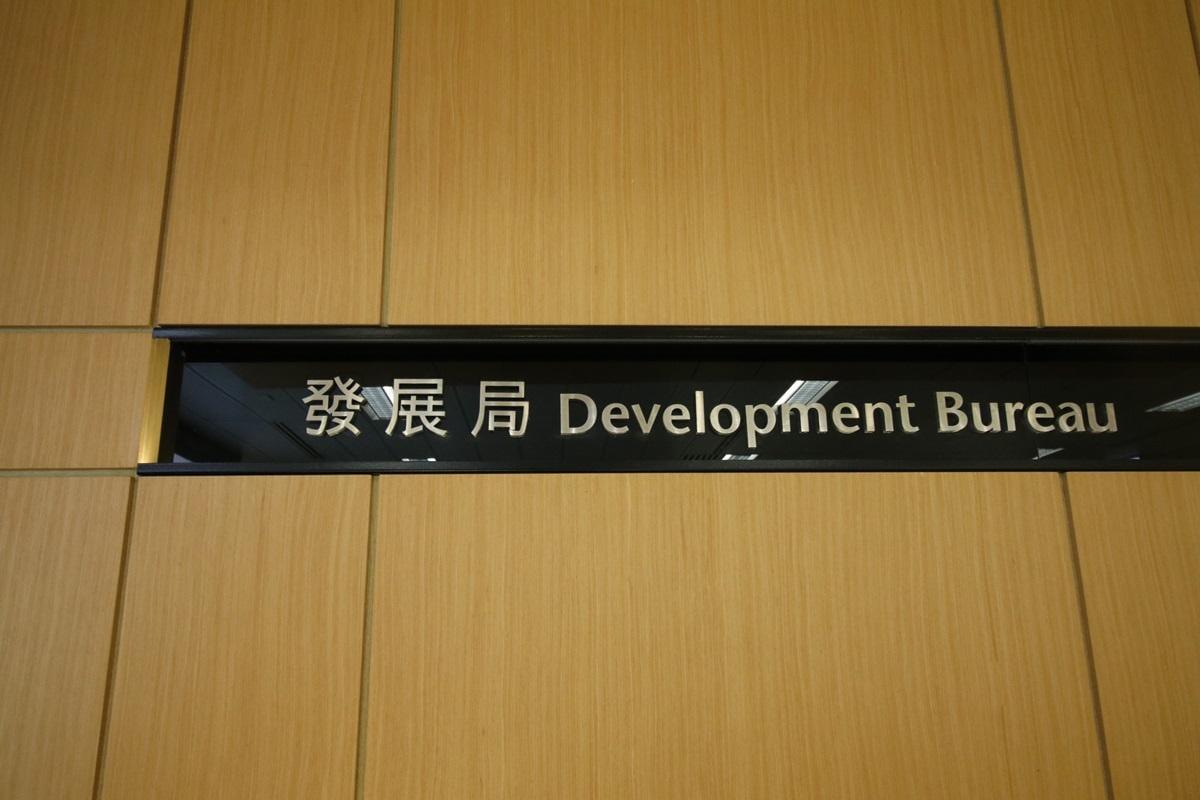 發展局 Development Bureau